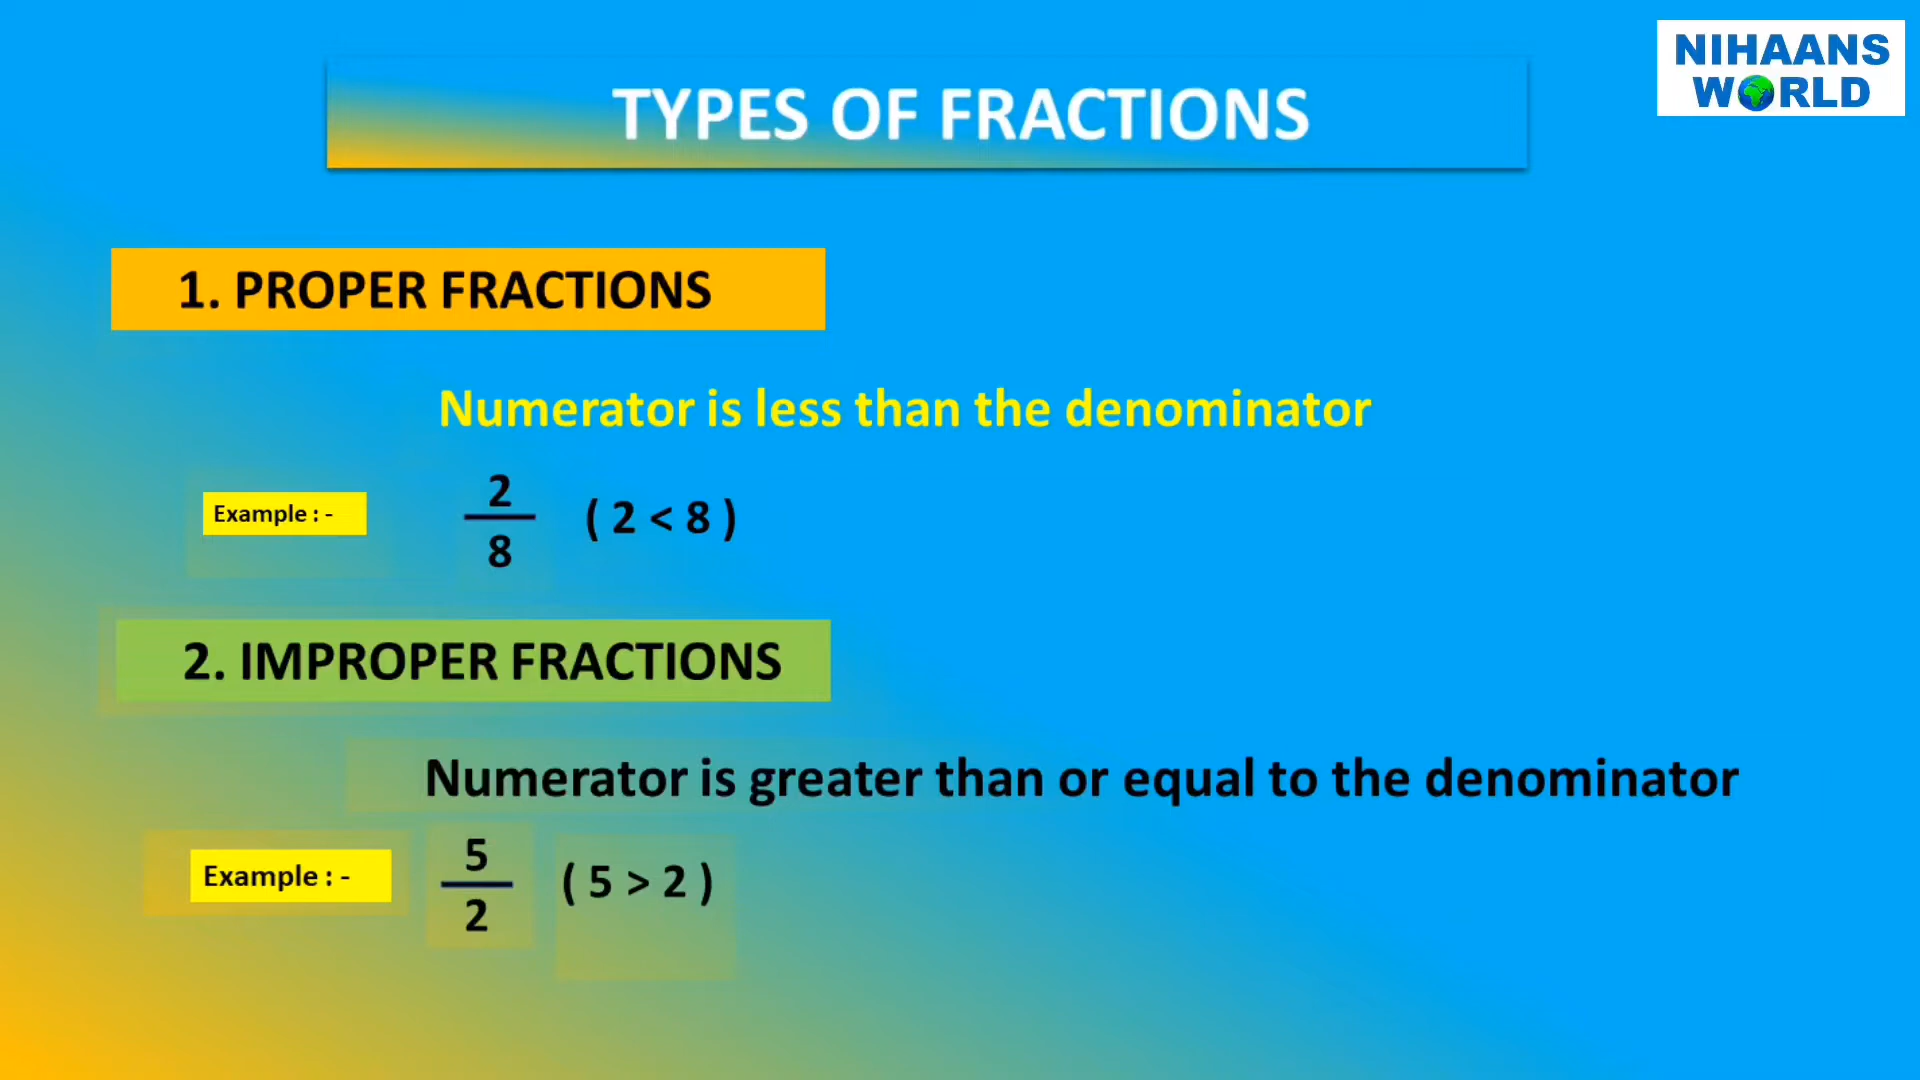 NIHAANS
WORLD
TYPES OF FRACTIONS
1. PROPER FRACTIONS
Numerator is less than the denominator
Example : -
2
8
( 2 < 8 )
2. IMPROPER FRACTIONS
Numerator is greater than or equal to the denominator
Example : -
5
2
( 5 > 2 )